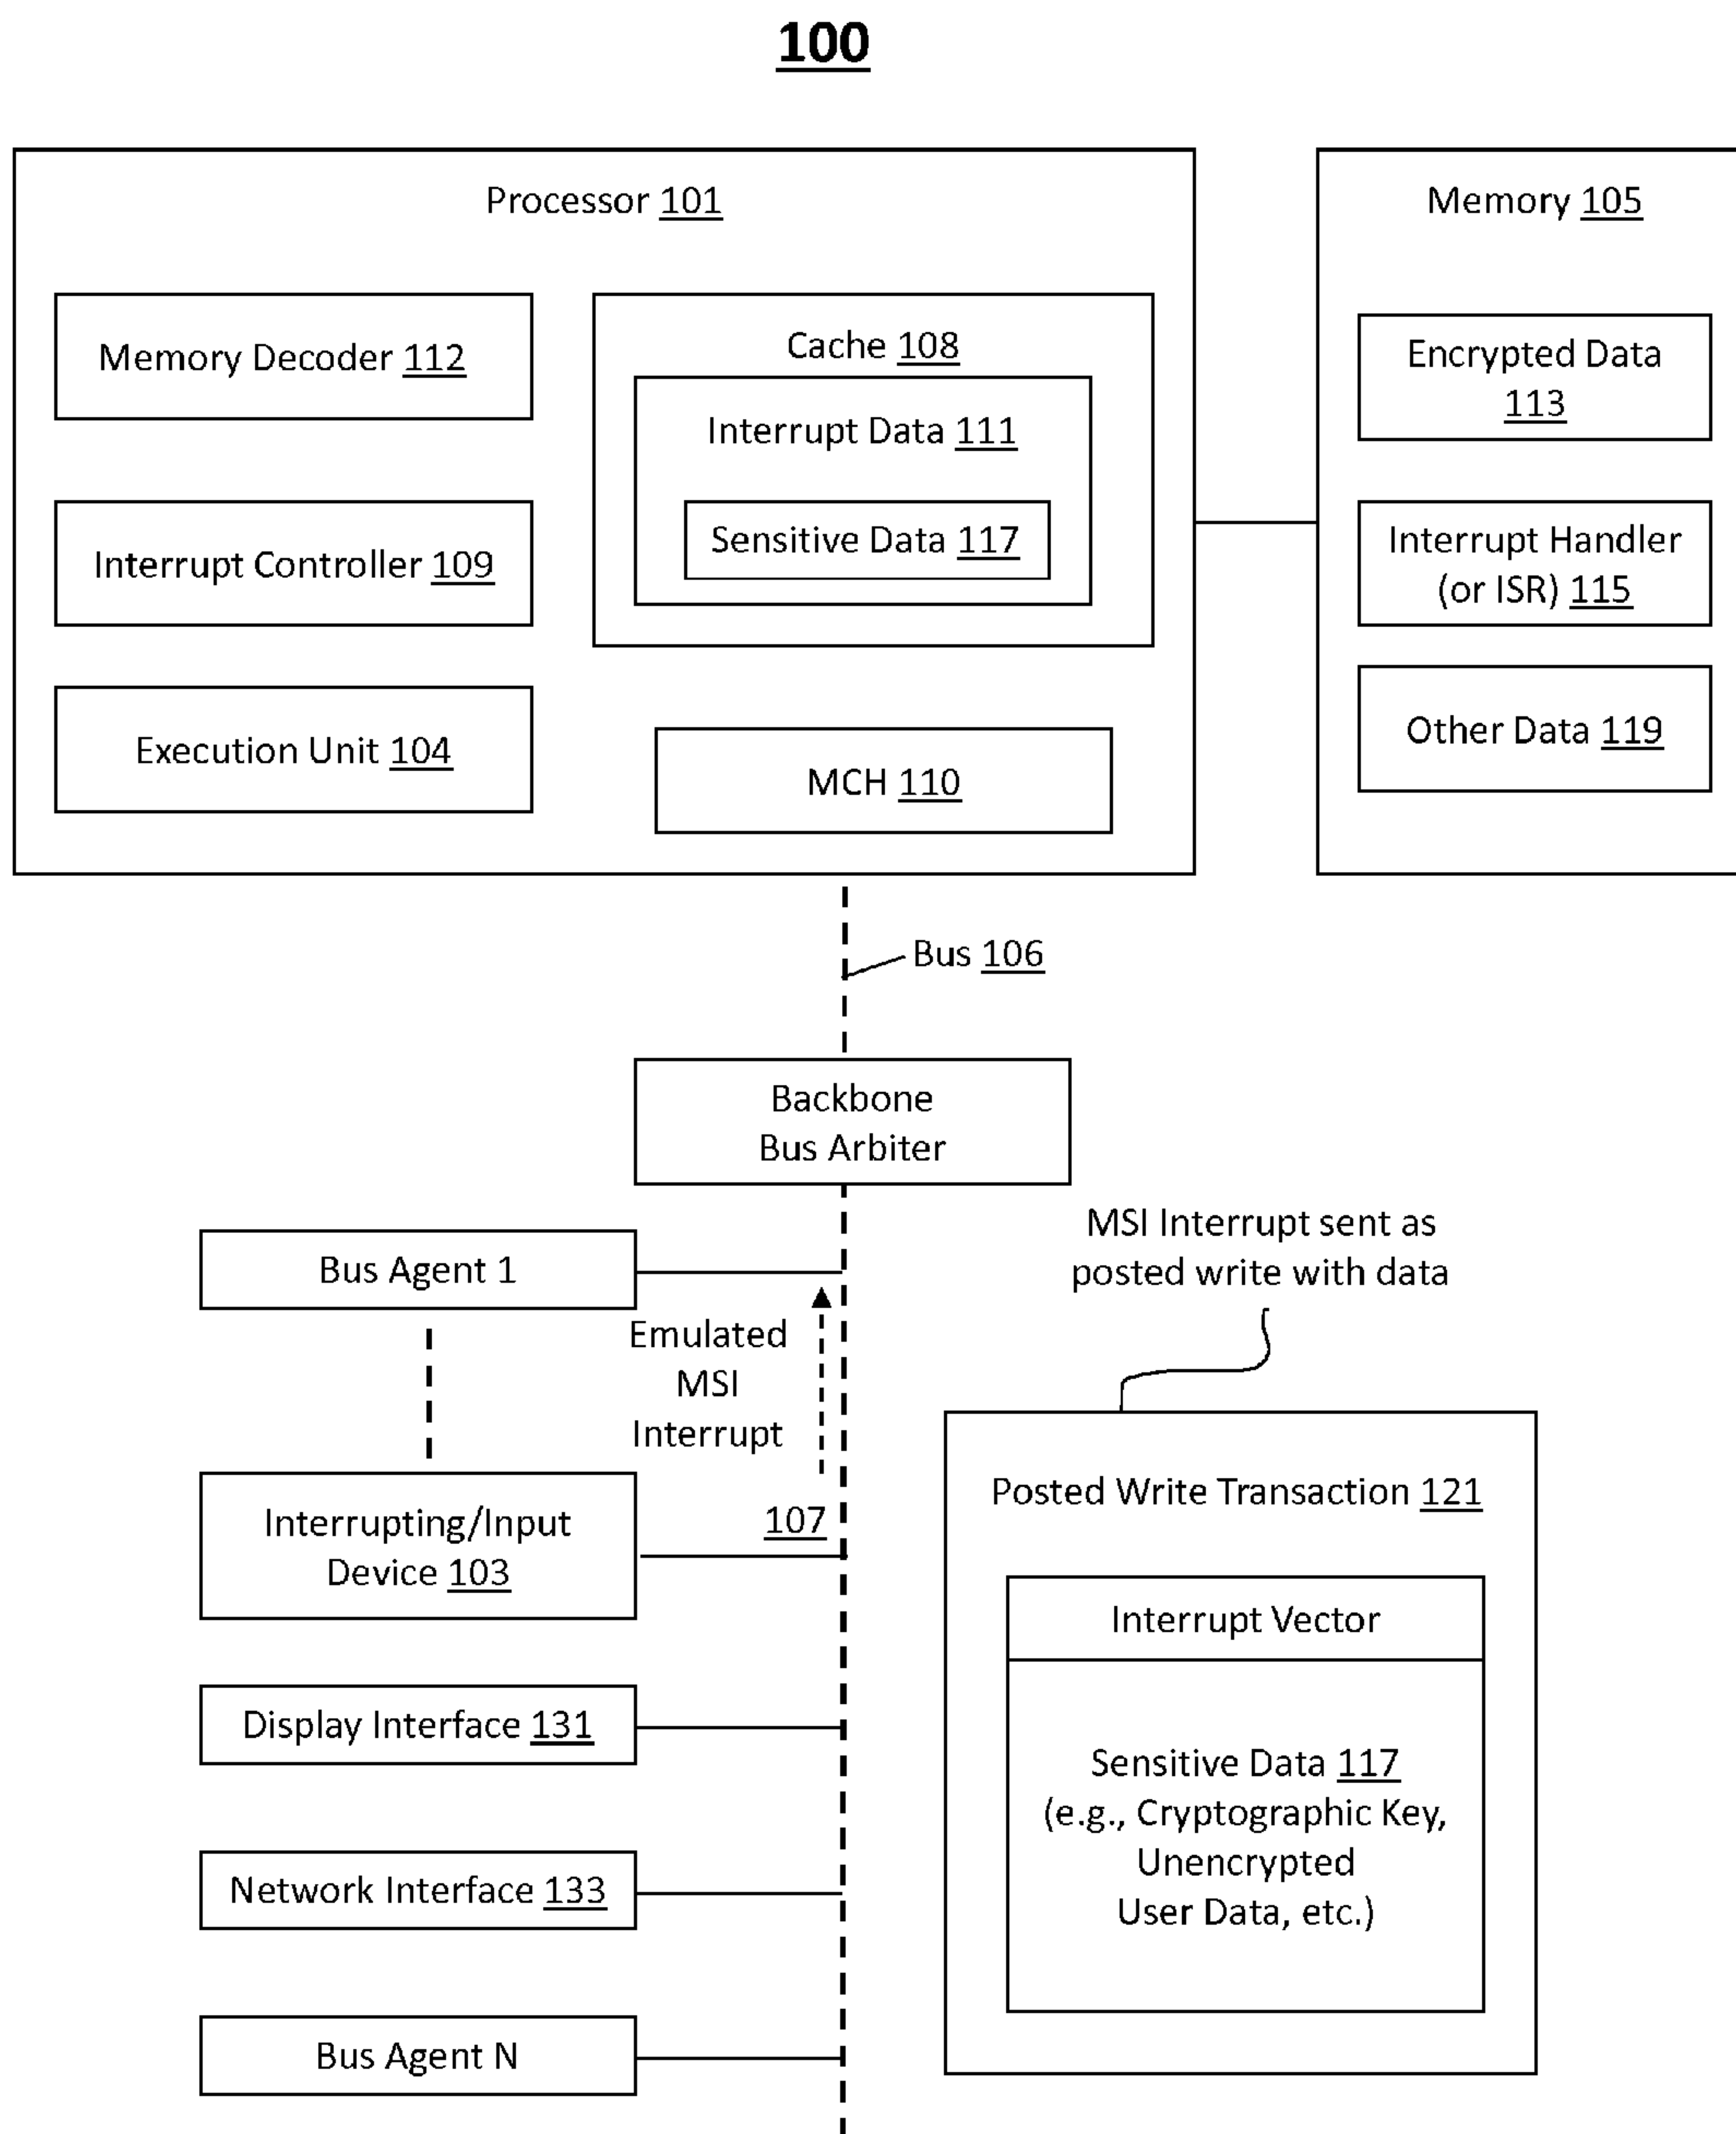 100
Processor 101
Memory 105
Memory Decoder 112
Cache 108
Interrupt Data 111
Sensitive Data 117
Interrupt Controller 109
Execution Unit 104
MCH 110
Encrypted Data
113
Interrupt Handler
(or ISR) 115
Other Data 119
Bus 106
Backbone
Bus Arbiter
Bus Agent 1
Emulated
MSI
Interrupt
MSI Interrupt sent as
posted write with data
Interrupting/Input
Device 103
107
Display Interface 131
Network Interface 133
Bus Agent N
Posted Write Transaction 121
Interrupt Vector
Sensitive Data 117
(e.g., Cryptographic Key,
Unencrypted
User Data, etc.)